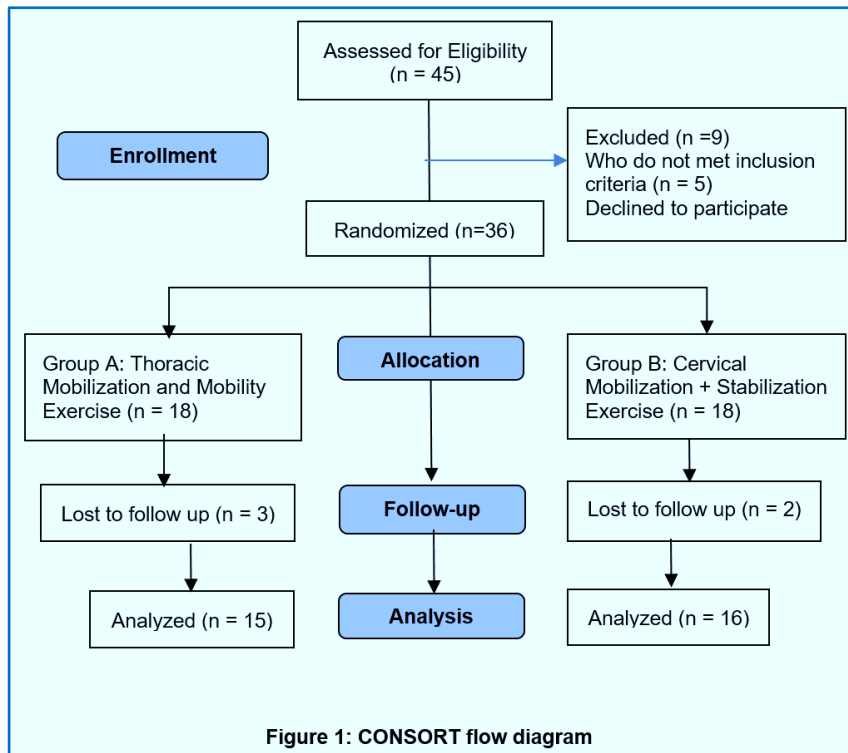 Assessed for Eligibility
(n = 45)
Enrollment
Excluded (n =9)
Who do not met inclusion
criteria (n = 5)
Declined to participate
Randomized (n=36)
Group A: Thoracic
Mobilization and Mobility
Exercise (n = 18)
Allocation
Group B: Cervical
Mobilization + Stabilization
Exercise (n = 18)
Lost to follow up (n = 3)
Follow-up
Lost to follow up (n = 2)
Analyzed (n = 15)
Analysis
Analyzed (n = 16)
Figure 1: CONSORT flow diagram